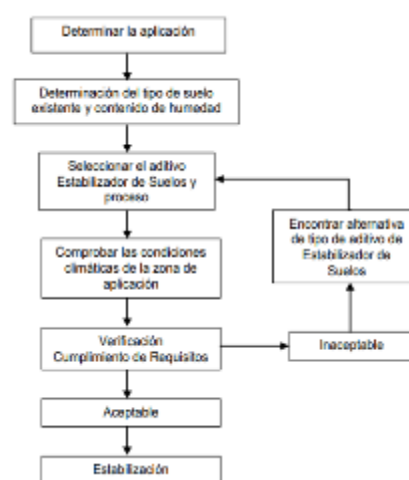 Determinar la aplicación
Determinación del tipo de suelo
existente y contenido de humedad
Seleccionar el aditivo
Estabilizador de Suelos y
proceso
Comprobar las condiciones
climáticas de la zona de
aplicación
Verificación
Cumplimiento de Requisitos
Inaceptable
Encontrar alternativa
de tipo de aditivo de
Estabilizador de
Suelos
Aceptable
Estabilización